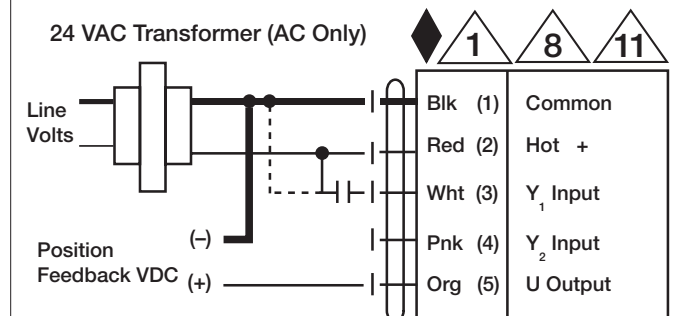 24 VAC Transformer (AC Only)
1 8 11
Line
Volts
Blk (1) Common
Red (2) Hot +
Wht (3) Y1 Input
(–) Pnk (4) Y2 Input
Position
Feedback VDC (+) Org (5) U Output